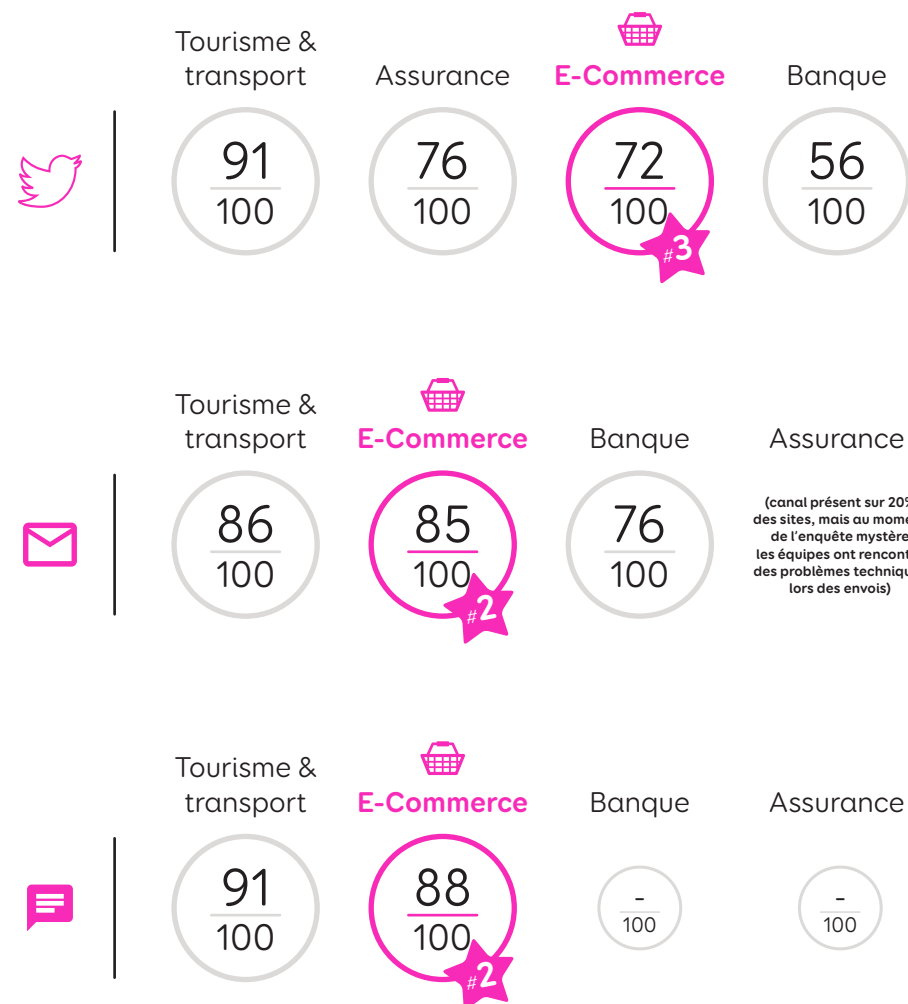 Tourisme &
transport
Assurance
E-Commerce
Banque
91
100
76
100
72
100
#3
56
100
Tourisme &
transport
E-Commerce
Banque
Assurance
86
100
85
100
#2
76
100
(canal présent sur 20%
des sites, mais au mome
de l'enquête mystère
les équipes ont rencont
des problèmes techniqu
lors des envois)
Tourisme &
transport
E-Commerce
Banque
Assurance
91
100
88
100
#2
-
100
-
100